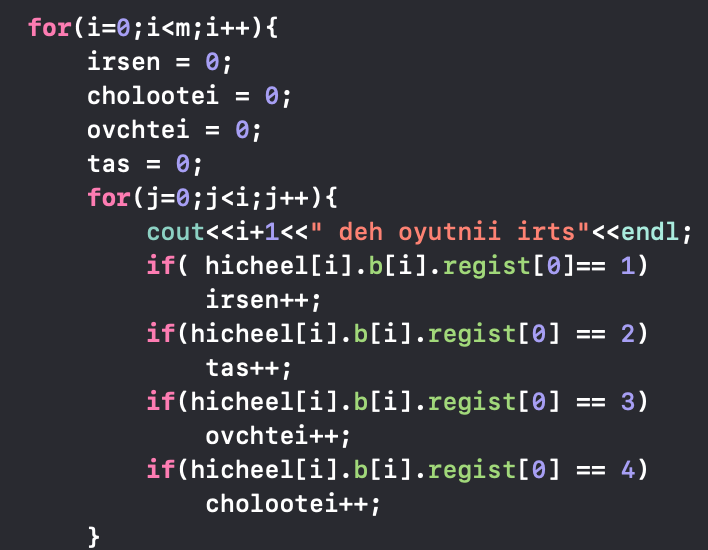 for(i=0;i<m;i++){
irsen = 0;
cholootei = 0;
ovchtei = 0;
tas = 0;
for(j=0;j<i;j++){
cout<<i+1<<" deh oyutnii irts"<<endl;
if( hicheel[i].b[i].regist[0]== 1)
irsen++;
if(hicheel[i].b[i].regist[0] == 2)
tas++;
if(hicheel[i].b[i].regist[0] == 3)
ovchtei++;
if(hicheel[i].b[i].regist[0] == 4)
cholootei++;
}